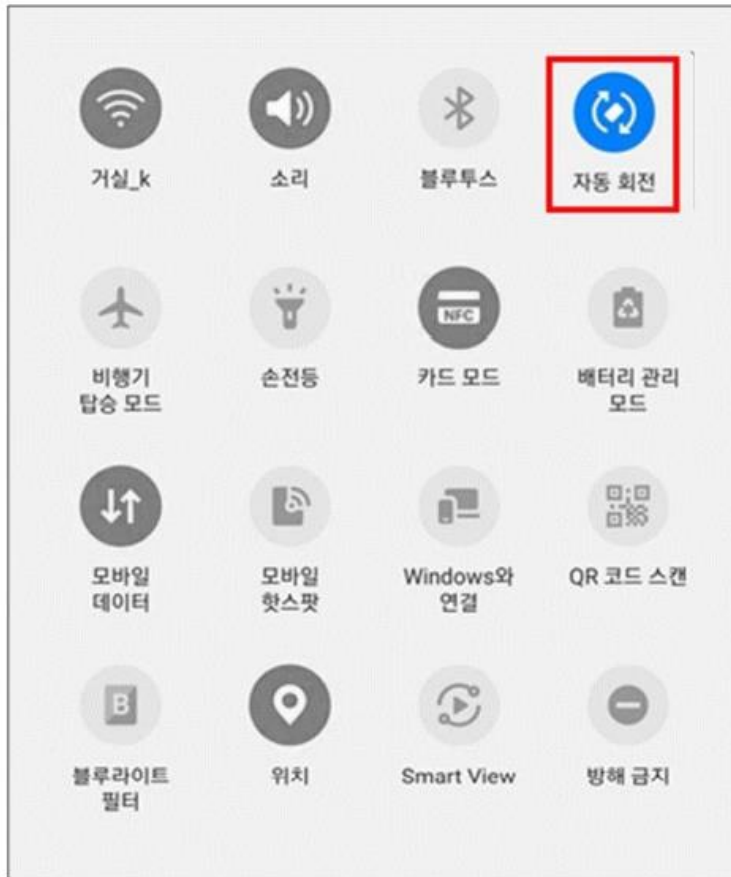 거실_k
소리
블루투스
자동 회전
비행기
탑승 모드
손전등
NFC
카드 모드
배터리 관리
모드
모바일
데이터
모바일
핫스팟
Windows와
연결
QR 코드 스캔
B
블루라이트
필터
위치
Smart View
방해 금지